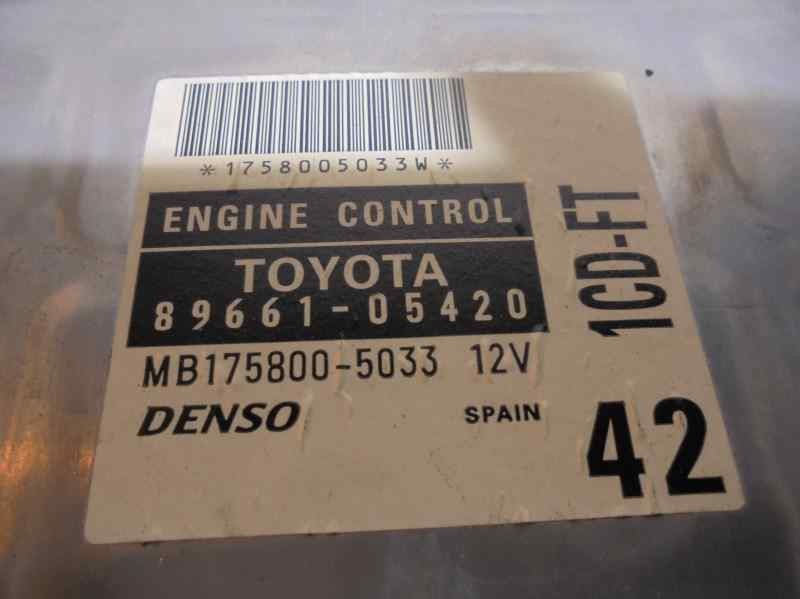 *1758005033W*
ENGINE CONTROL
TOYOTA
89661-05420
MB175800-5033 12V
DENSO SPAIN
1CD-FT
42